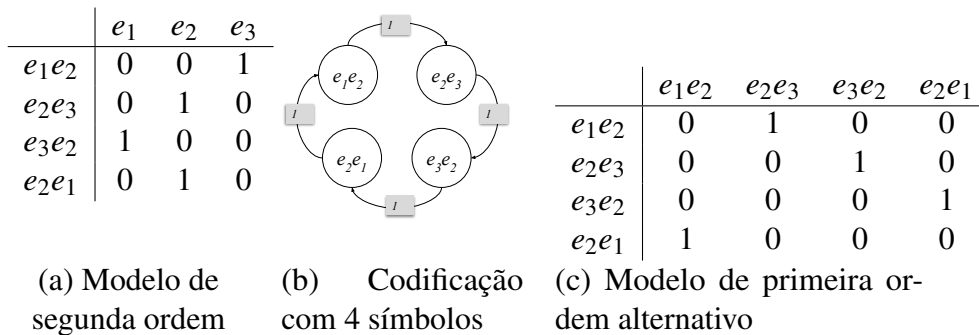 e1 e2 e3
e1e2 0 0 1
e2e3 0 1 0
e3e2 1 0 0
e2e1 0 1 0
(a) Modelo de
segunda ordem
1
e1e2
e2e3
1
1
e2e1
e3e2
1
(b) Codificação
com 4 símbolos
e1e2 e2e3 e3e2 e2e1
e1e2 0 1 0 0
e2e3 0 0 1 0
e3e2 0 0 0 1
e2e1 1 0 0 0
(c) Modelo de primeira or-
dem alternativo